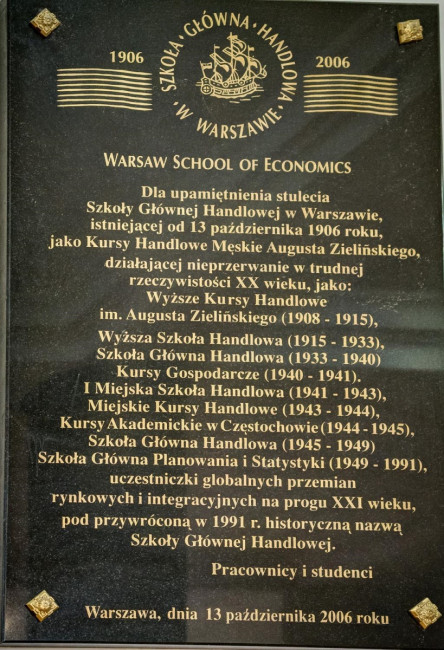 SZKOŁA · GŁÓWNA · HANDLOWA
· W WARSZAWIE ·
1906
2006
WARSAW SCHOOL OF ECONOMICS
Dla upamiętnienia stulecia
Szkoły Głównej Handlowej w Warszawie,
istniejącej od 13 października 1906 roku,
jako Kursy Handlowe Męskie Augusta Zielińskiego,
działającej nieprzerwanie w trudnej
rzeczywistości XX wieku, jako:
Wyższe Kursy Handlowe
im. Augusta Zielińskiego (1908 - 1915),
Wyższa Szkoła Handlowa (1915 - 1933),
Szkoła Główna Handlowa (1933 - 1940)
Kursy Gospodarcze (1940 - 1941).
I Miejska Szkoła Handlowa (1941 - 1943),
Miejskie Kursy Handlowe (1943 - 1944),
Kursy Akademickie w Częstochowie (1944 - 1945),
Szkoła Główna Handlowa (1945 - 1949)
Szkoła Główna Planowania i Statystyki (1949 - 1991),
uczestniczki globalnych przemian
rynkowych i integracyjnych na progu XXI wieku,
pod przywróconą w 1991 r. historyczną nazwą
Szkoły Głównej Handlowej.
Pracownicy i studenci
Warszawa, dnia 13 października 2006 roku